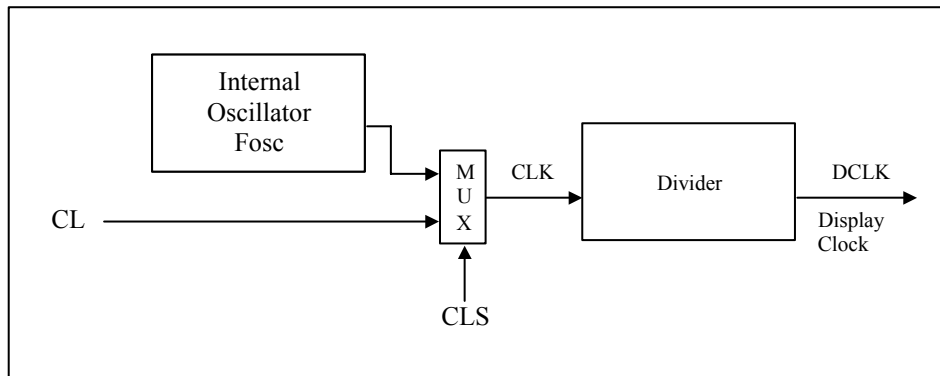 Internal
Oscillator
Fosc
M
U
X
CL
CLS
CLK
Divider
DCLK
Display
Clock